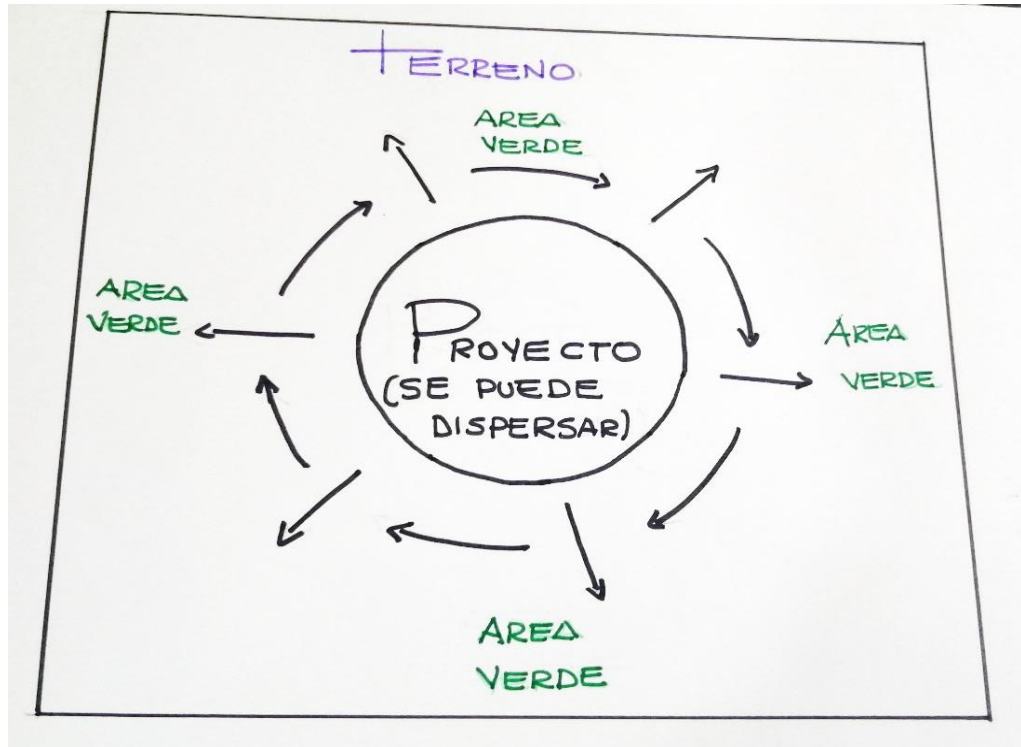 TERRENO
AREA
VERDE
AREA
VERDE
PROYECTO
(SE PUEDE
DISPERSAR)
AREA
VERDE
AREA
VERDE